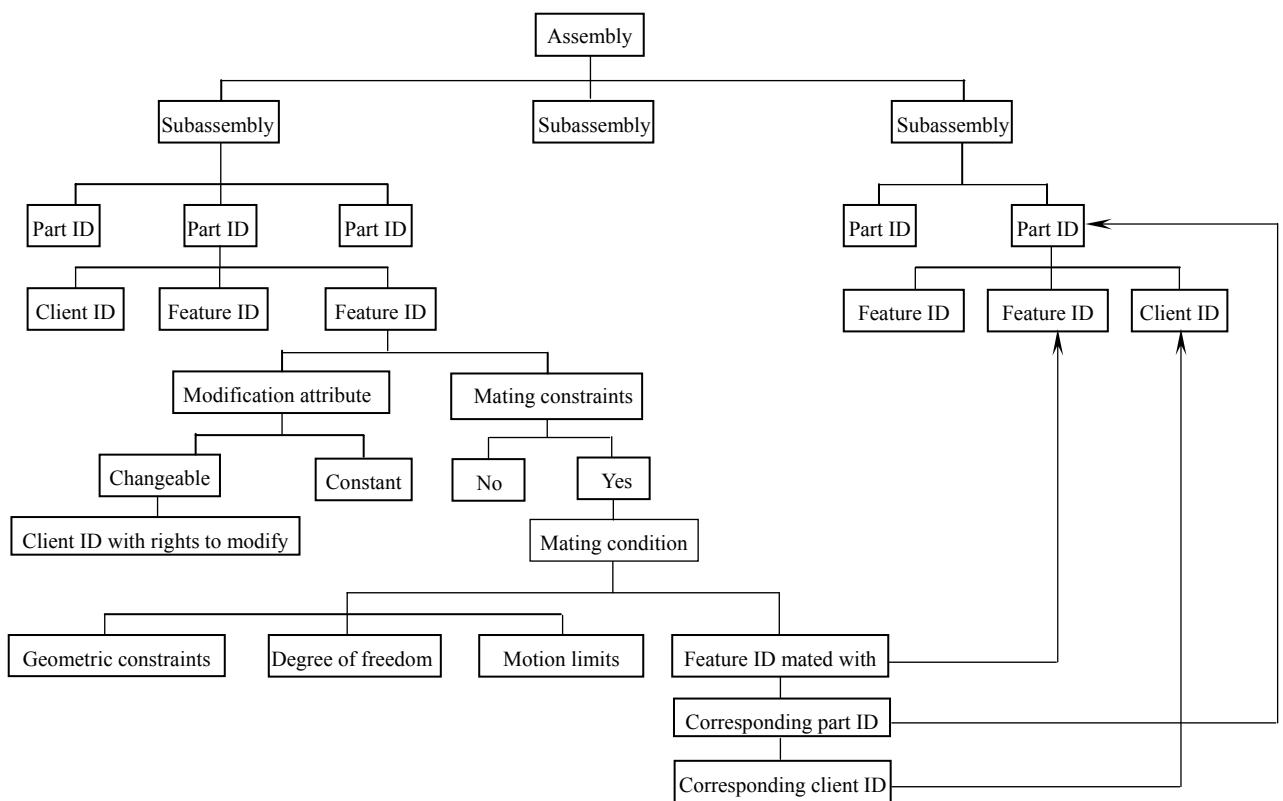 Assembly
Subassembly
Subassembly
Subassembly
Part ID
Part ID
Part ID
Part ID
Part ID
Client ID
Feature ID
Feature ID
Feature ID
Feature ID
Client ID
Modification attribute
Mating constraints
Changeable
Constant
No
Yes
Client ID with rights to modify
Mating condition
Geometric constraints
Degree of freedom
Motion limits
Feature ID mated with
Corresponding part ID
Corresponding client ID